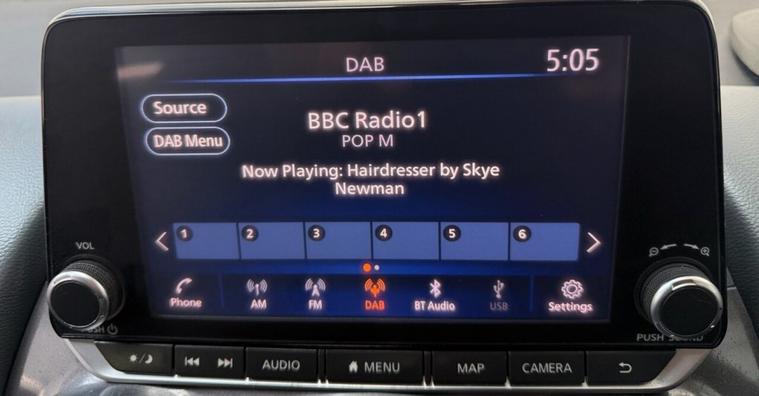 DAB
5:05
Source
DAB Menu
BBC Radio1
POP M
Now Playing: Hairdresser by Skye
Newman
1 2 3 4 5 6
VOL
Phone AM FM DAB BT Audio USB Settings
PUSH SOUND
AUDIO MENU MAP CAMERA